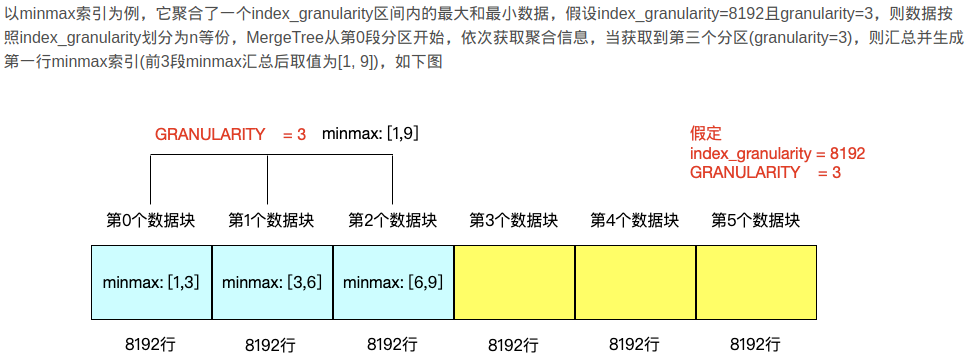 以minmax索引为例，它聚合了一个index_granularity区间内的最大和最小数据，假设index_granularity=8192且granularity=3，则数据按
照index_granularity划分为n等份，MergeTree从第0段分区开始，依次获取聚合信息，当获取到第三个分区(granularity=3)，则汇总并生成
第一行minmax索引(前3段minmax汇总后取值为[1, 9])，如下图
GRANULARITY = 3 minmax: [1,9]
假定
index_granularity = 8192
GRANULARITY = 3
第0个数据块 第1个数据块 第2个数据块 第3个数据块 第4个数据块 第5个数据块
minmax: [1,3] minmax: [3,6] minmax: [6,9]
8192行 8192行 8192行 8192行 8192行 8192行